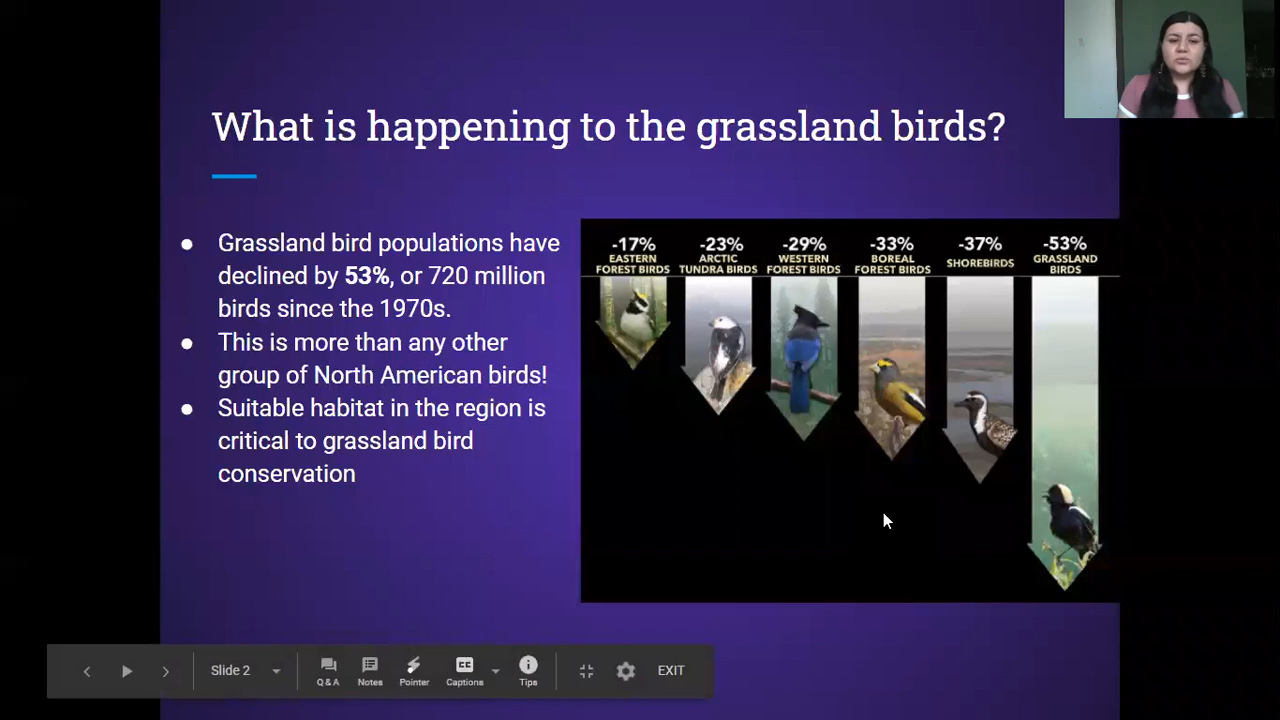 What is happening to the grassland birds?
● Grassland bird populations have
declined by 53%, or 720 million
birds since the 1970s.
● This is more than any other
group of North American birds!
● Suitable habitat in the region is
critical to grassland bird
conservation
-17%
EASTERN
FOREST BIRDS
-23%
ARCTIC
TUNDRA BIRDS
-29%
WESTERN
FOREST BIRDS
-33%
BOREAL
FOREST BIRDS
-37%
SHOREBIRDS
-53%
GRASSLAND
BIRDS
Slide 2
Q & A
Notes
Pointer
CC
Captions
Tips
EXIT